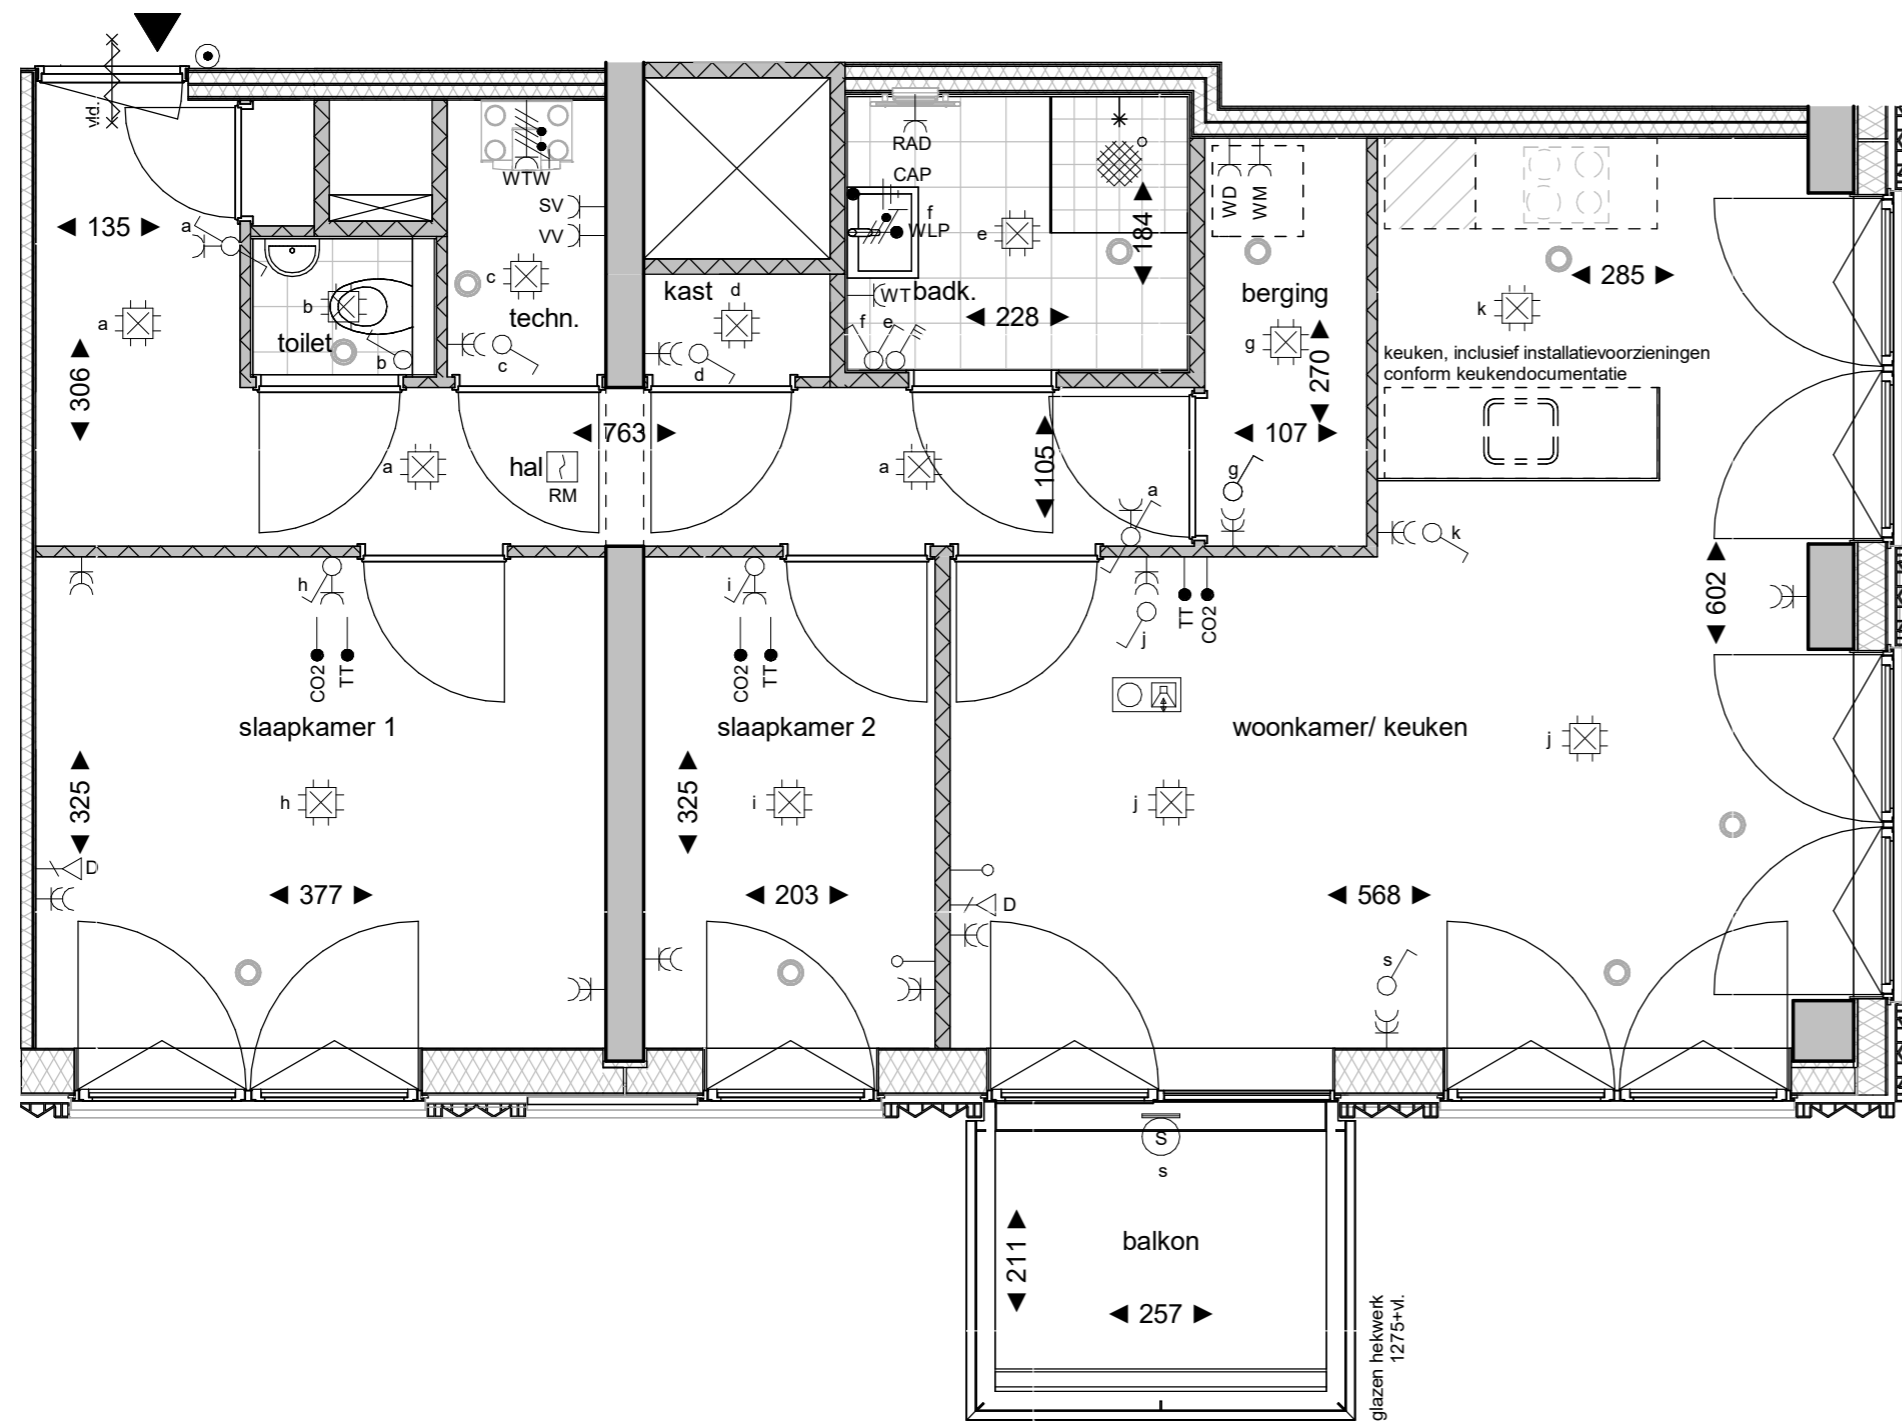 vld.
RAD
WTW
CAP
SV
f
WLP
WD
WM
135
a
VV
e
184
c
285
kast
d
WT
badk.
berging
b
k
a
techn.
228
f
e
g
toilet
270
keuken, inclusief installatievoorzieningen
conform keukendocumentatie
b
c
d
306
763
107
105
a
hal
RM
a
g
a
k
h
i
602
TT
CO2
j
CO2
TT
CO2
TT
slaapkamer 1
slaapkamer 2
woonkamer/ keuken
j
325
h
325
i
j
D
377
203
568
D
s
S
s
211
balkon
257
glazen hekwerk
1275+vl.